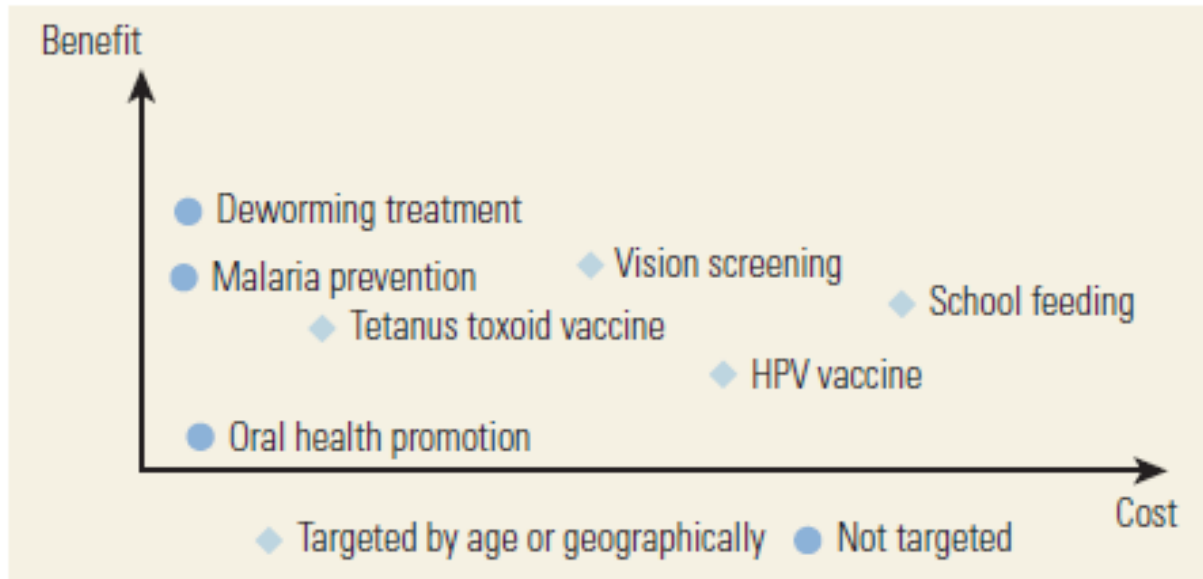 Benefit
Deworming treatment
Vision screening
Malaria prevention
School feeding
Tetanus toxoid vaccine
HPV vaccine
Oral health promotion
Cost
Targeted by age or geographically
Not targeted